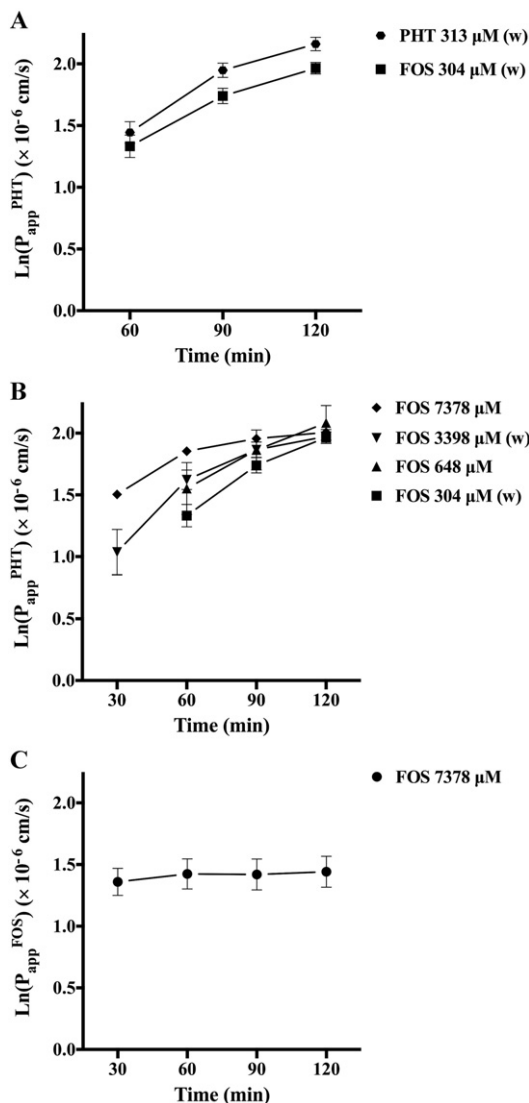 A
PHT 313 μM (w)
FOS 304 μM (w)
2.0
1.5
1.0
0.5
0.0
Ln(P_app^PHT) (× 10^-6 cm/s)
60 90 120
Time (min)
B
FOS 7378 μM
FOS 3398 μM (w)
FOS 648 μM
FOS 304 μM (w)
2.0
1.5
1.0
0.5
0.0
Ln(P_app^PHT) (× 10^-6 cm/s)
30 60 90 120
Time (min)
C
FOS 7378 μM
2.0
1.5
1.0
0.5
0.0
Ln(P_app^FOS) (× 10^-6 cm/s)
30 60 90 120
Time (min)